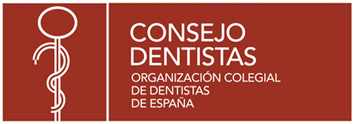 CONSEJO
DENTISTAS
ORGANIZACIÓN COLEGIAL
DE DENTISTAS
DE ESPAÑA